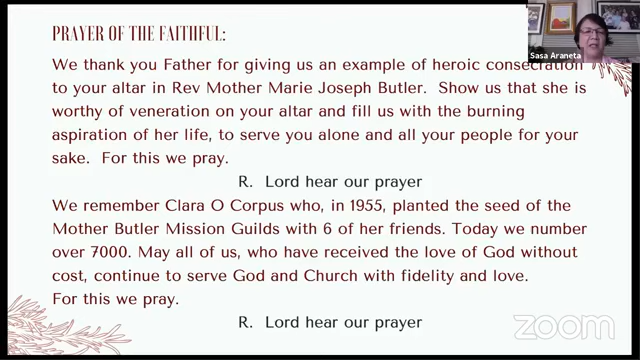 PRAYER OF THE FAITHFUL:
Sasa Araneta
We thank you Father for giving us an example of heroic consecration
to your altar in Rev Mother Marie Joseph Butler. Show us that she is
worthy of veneration on your altar and fill us with the burning
aspiration of her life, to serve you alone and all your people for your
sake. For this we pray.
R. Lord hear our prayer
We remember Clara O Corpus who, in 1955, planted the seed of the
Mother Butler Mission Guilds with 6 of her friends. Today we number
over 7000. May all of us, who have received the love of God without
cost, continue to serve God and Church with fidelity and love.
For this we pray.
R. Lord hear our prayer
zoom